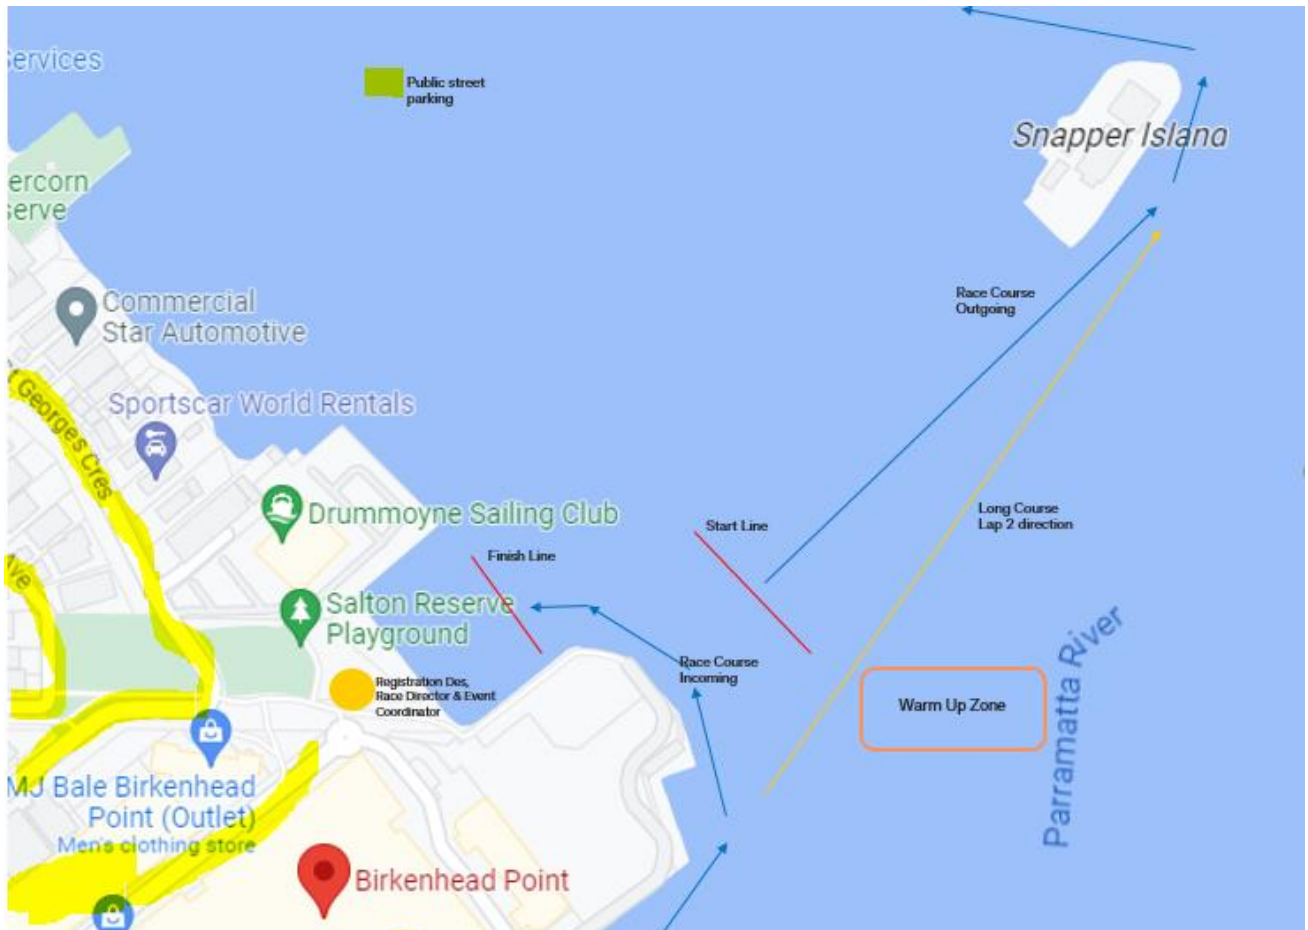 Services
Public street
parking
Snapper Island
ercorn
serve
Commercial
Star Automotive
Race Course
Outgoing
Georges Cres
Sportscar World Rentals
Drummoyne Sailing Club
Start Line
Long Course
Lap 2 direction
Finish Line
Ave
Salton Reserve
Playground
Race Course
Incoming
Registration Des,
Race Director & Event
Coordinator
Warm Up Zone
Parramatta River
MJ Bale Birkenhead
Point (Outlet)
Men's clothing store
Birkenhead Point